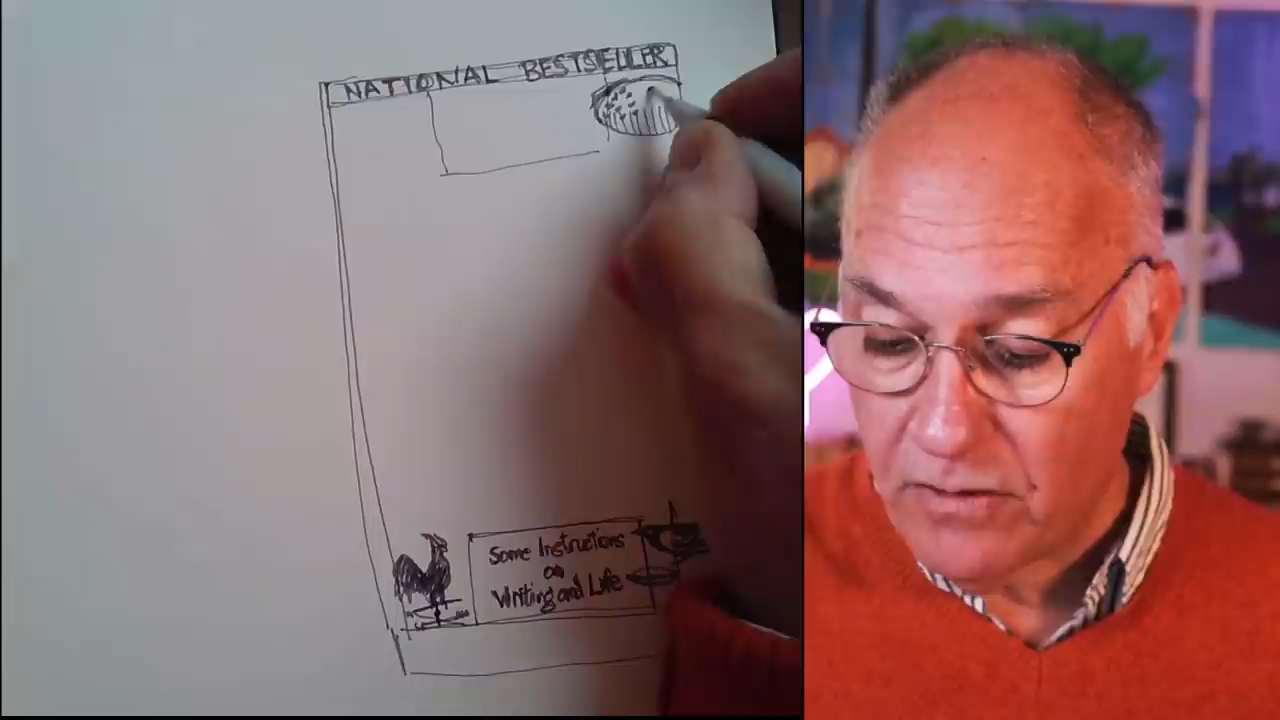 NATIONAL BESTSELLER
Some Instructions
on
Writing and Life